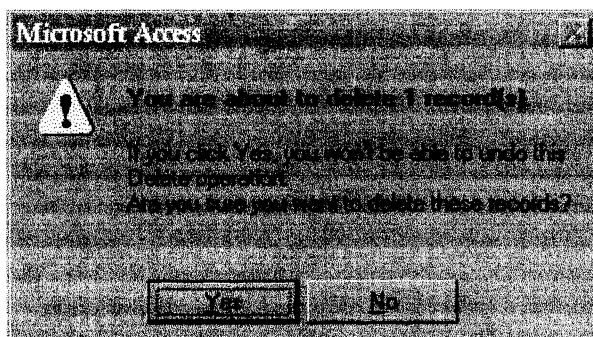 Microsoft Access
You are about to delete 1 record(s).
If you click Yes, you won't be able to undo this
Delete operation.
Are you sure you want to delete these records?
Yes
No